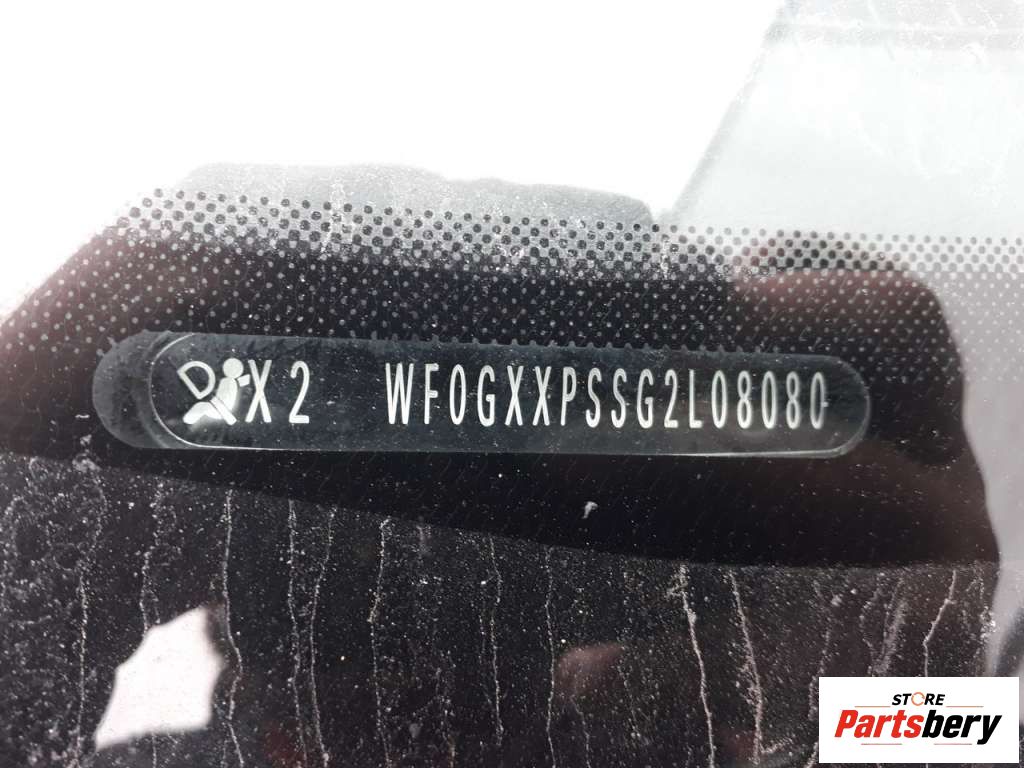 D X 2 WF0GXXPSSG2L08080
STORE
Partsbery